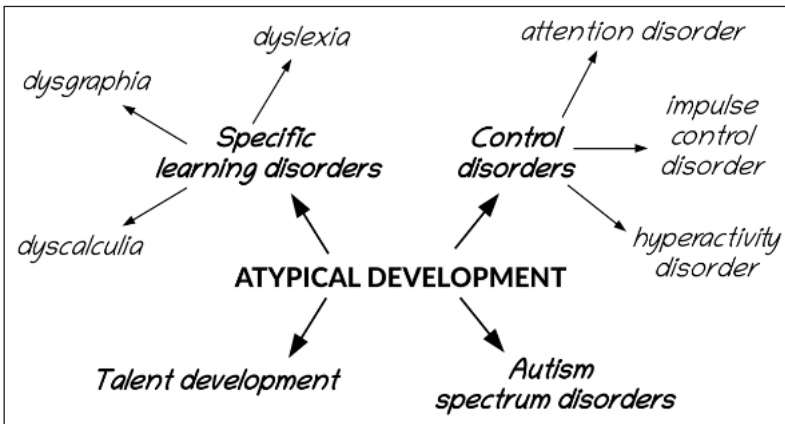 dyslexia
dysgraphia
Specific
learning disorders
dyscalculia
attention disorder
impulse
control
disorder
Control
disorders
hyperactivity
disorder
ATYPICAL DEVELOPMENT
Talent development
Autism
spectrum disorders